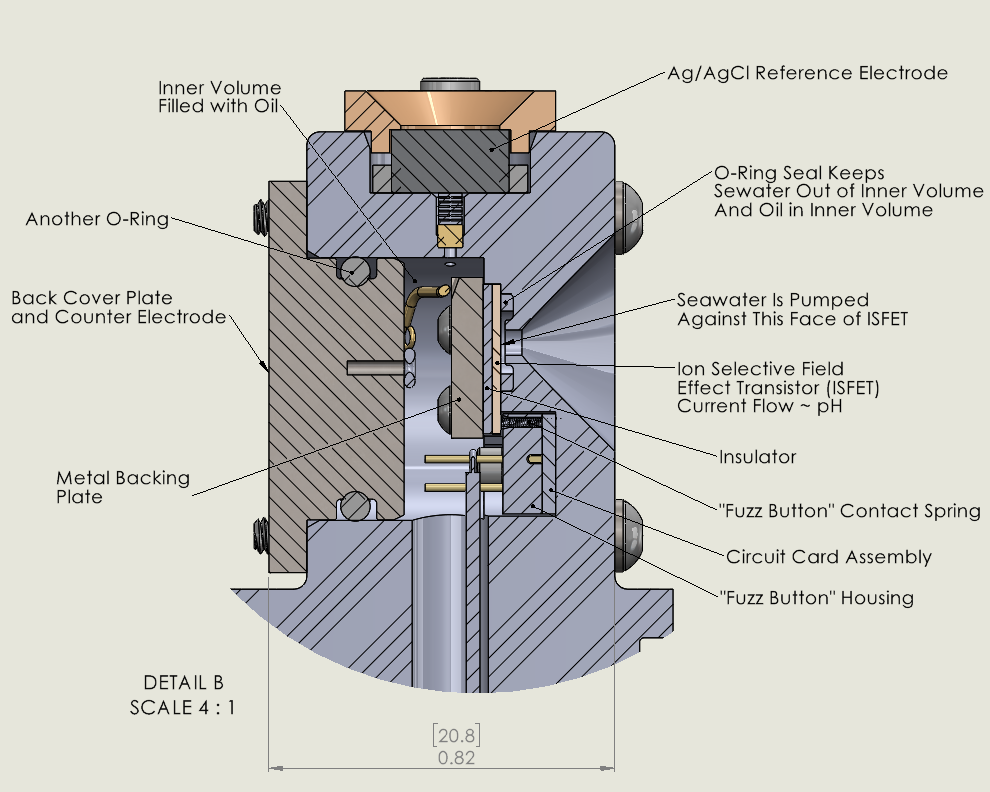 Inner Volume
Filled with Oil
Ag/AgCl Reference Electrode
O-Ring Seal Keeps
Sewater Out of Inner Volume
And Oil in Inner Volume
Another O-Ring
Back Cover Plate
and Counter Electrode
Seawater Is Pumped
Against This Face of ISFET
Ion Selective Field
Effect Transistor (ISFET)
Current Flow ~ pH
Insulator
Metal Backing
Plate
"Fuzz Button" Contact Spring
Circuit Card Assembly
"Fuzz Button" Housing
DETAIL B
SCALE 4 : 1
[20.8]
0.82